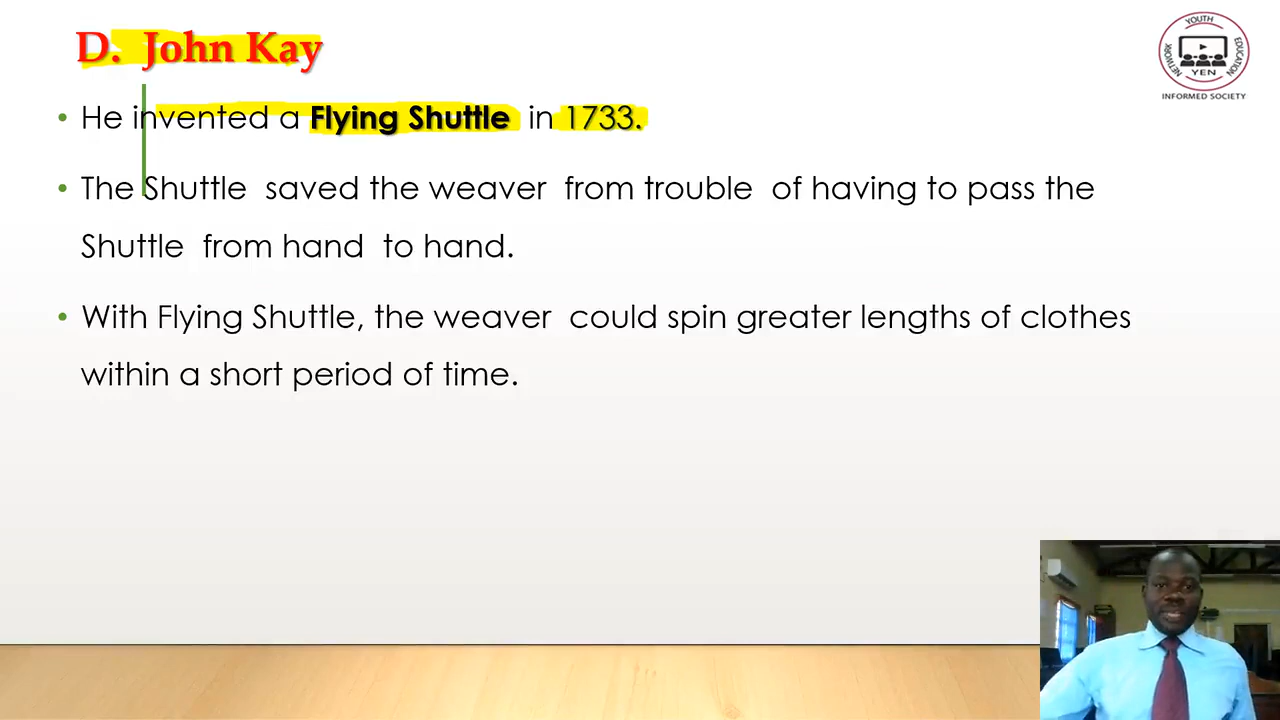 D. John Kay
• He invented a Flying Shuttle in 1733.
• The Shuttle saved the weaver from trouble of having to pass the
Shuttle from hand to hand.
• With Flying Shuttle, the weaver could spin greater lengths of clothes
within a short period of time.
YOUTH EDUCATION NETWORK
YEN
INFORMED SOCIETY